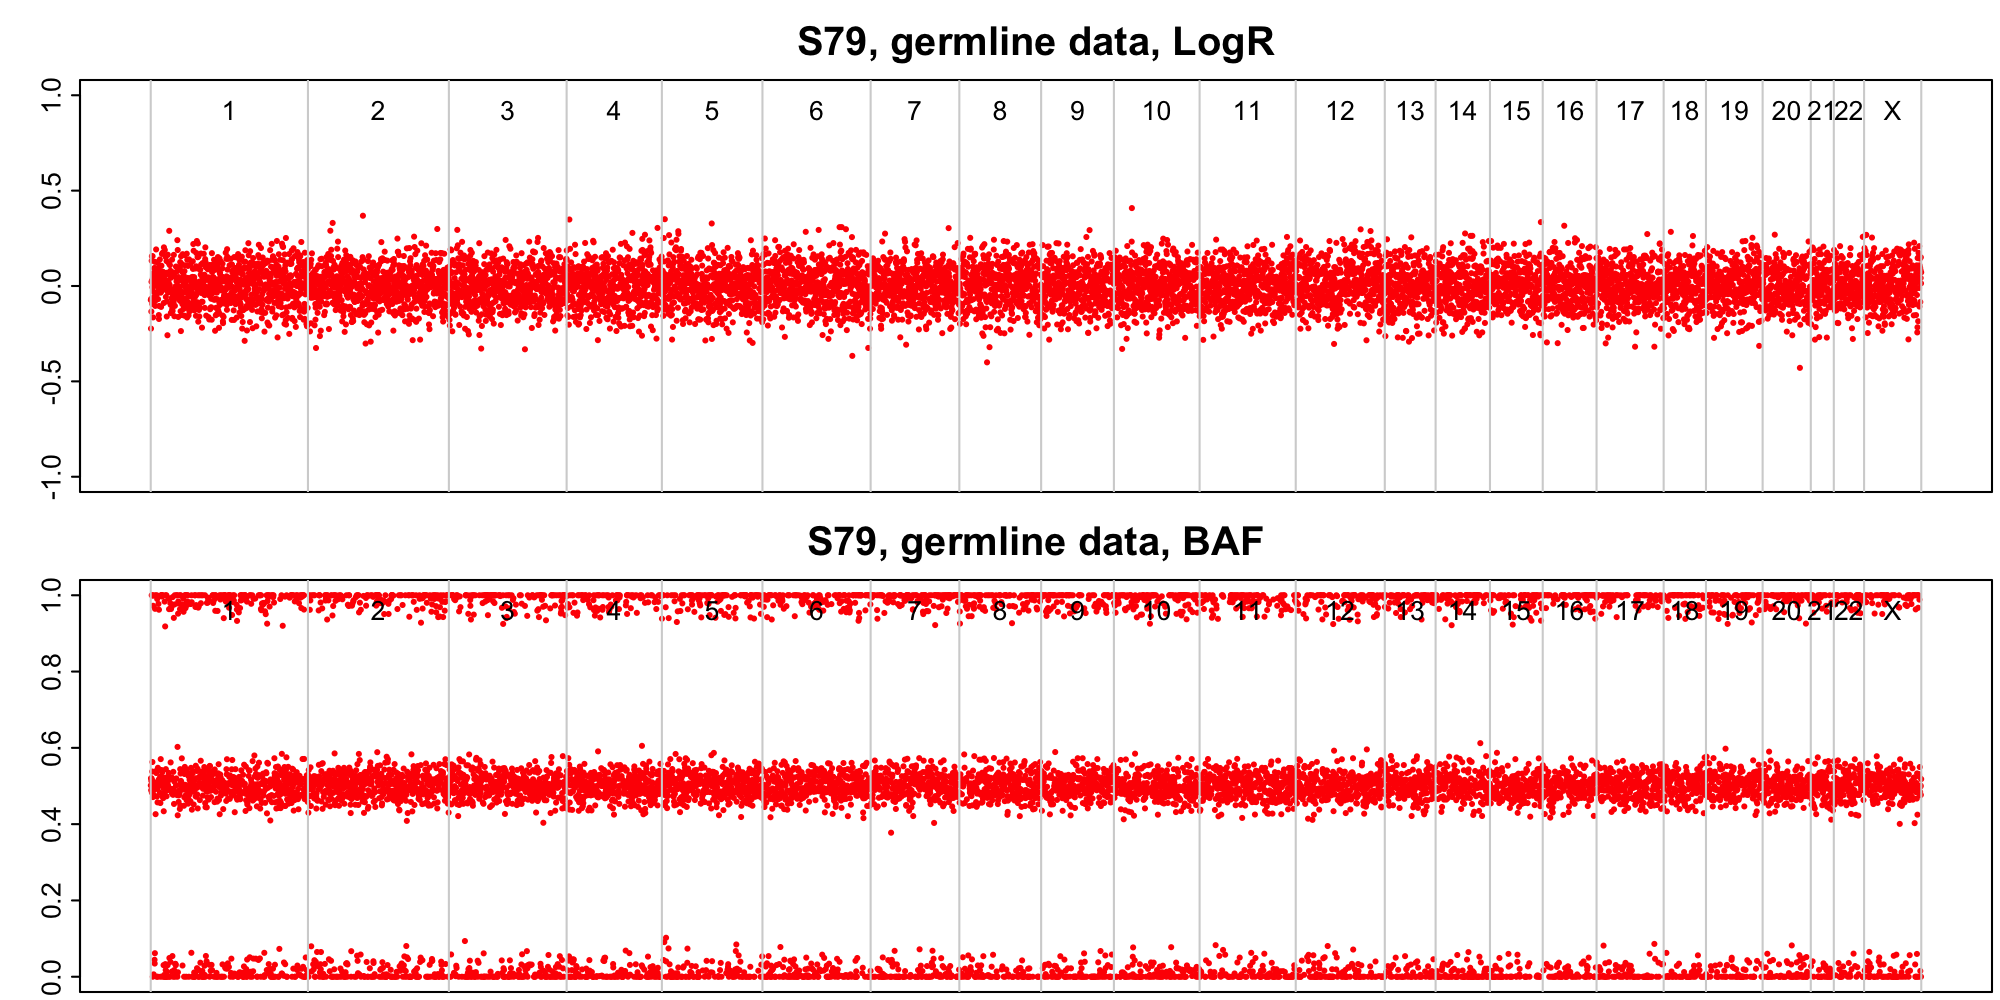 S79, germline data, LogR
1.0
0.5
0.0
-0.5
-1.0
1 2 3 4 5 6 7 8 9 10 11 12 13 14 15 16 17 18 19 20 21 22 X
S79, germline data, BAF
1.0
0.8
0.6
0.4
0.2
0.0
1 2 3 4 5 6 7 8 9 10 11 12 13 14 15 16 17 18 19 20 21 22 X